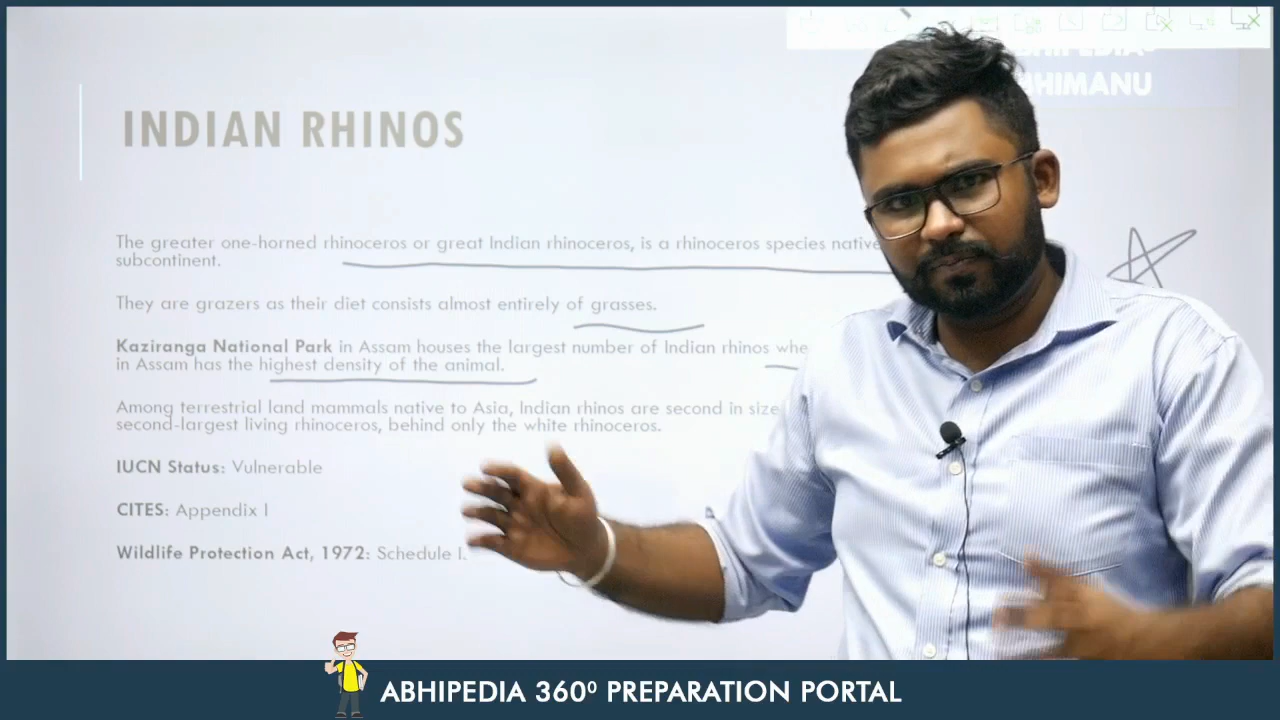 HIMANU
INDIAN RHINOS
The greater one-horned rhinoceros or great Indian rhinoceros, is a rhinoceros species native
subcontinent.
They are grazers as their diet consists almost entirely of grasses.
Kaziranga National Park in Assam houses the largest number of Indian rhinos
in Assam has the highest density of the animal.
Among terrestrial land mammals native to Asia, Indian rhinos are second in size
second-largest living rhinoceros, behind only the white rhinoceros.
IUCN Status: Vulnerable
CITES: Appendix I
Wildlife Protection Act, 1972: Schedule I.
ABHIPEDIA 360⁰ PREPARATION PORTAL